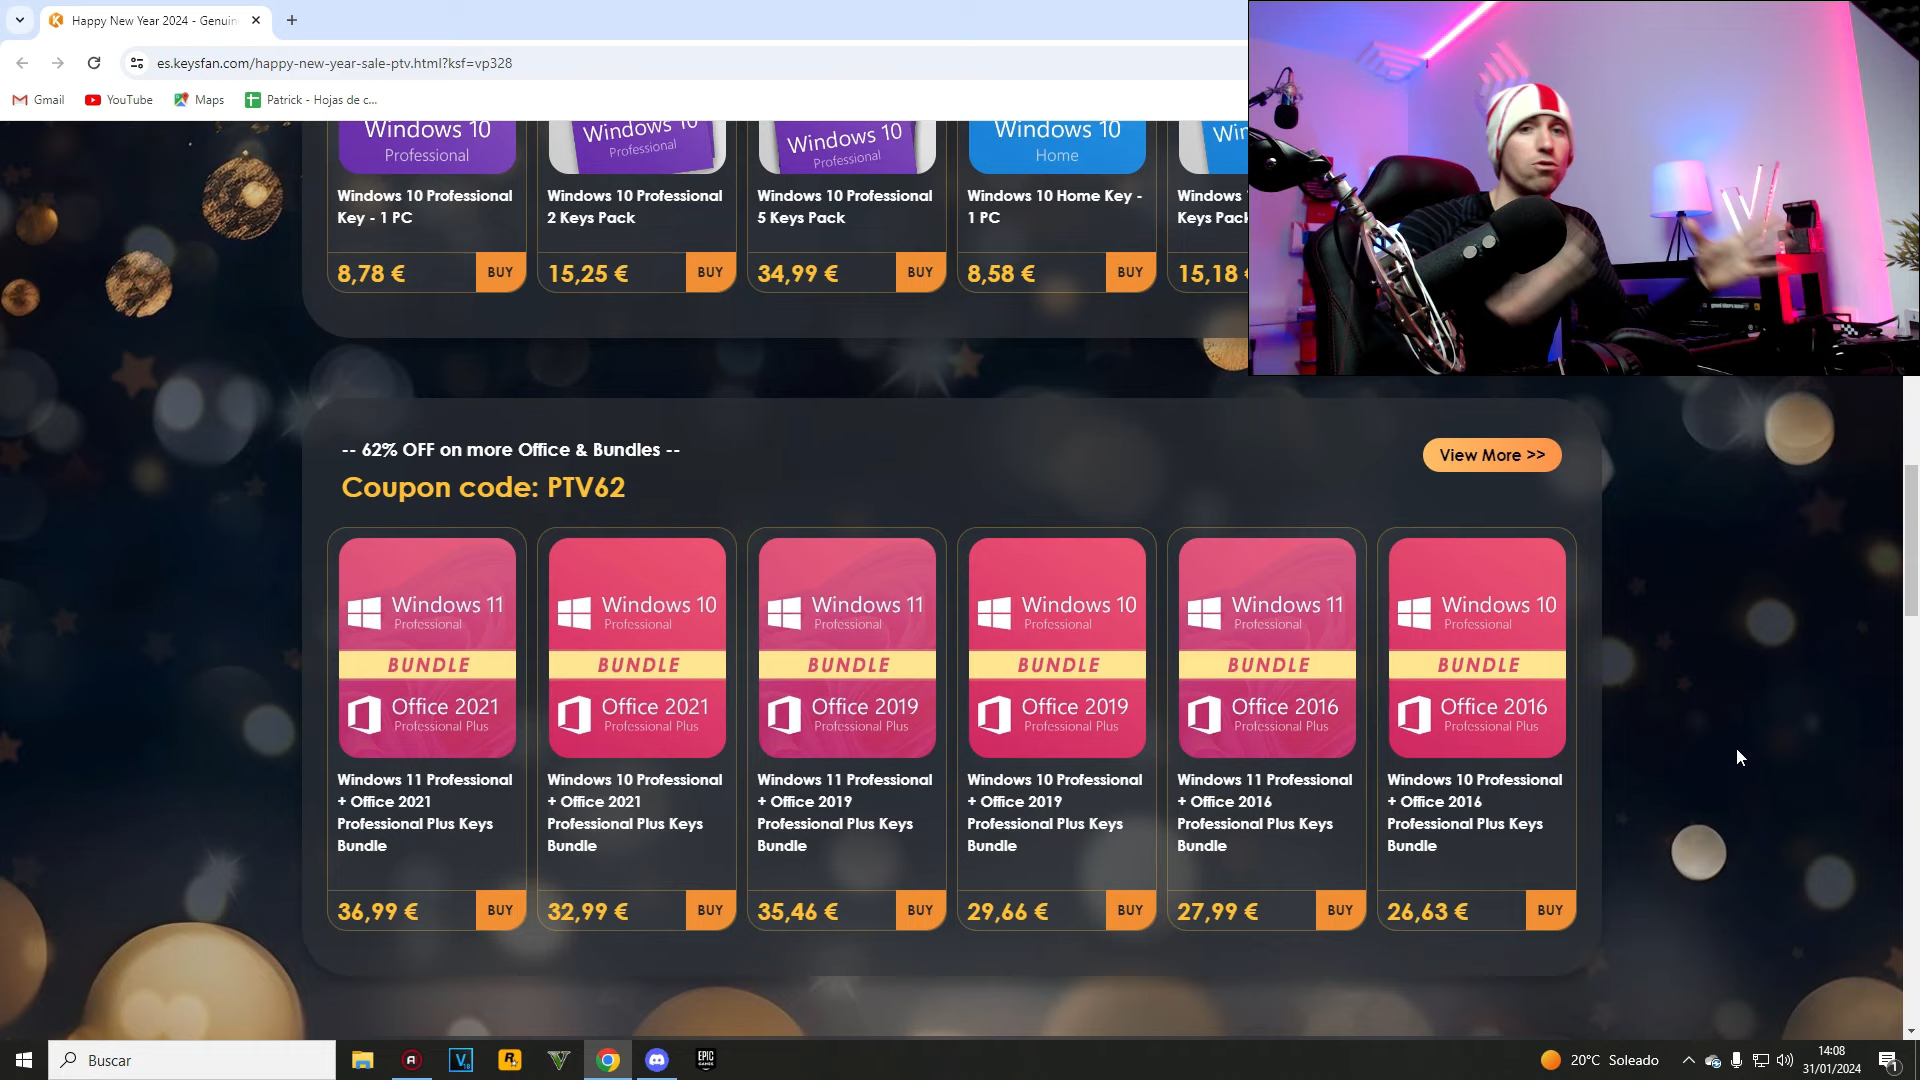 Happy New Year 2024 - Genuin
es.keysfan.com/happy-new-year-sale-ptv.html?ksf=vp328
Gmail
YouTube
Maps
Patrick - Hojas de c...
Windows 10
Professional
Windows 10
Professional
Windows 10
Professional
Windows 10
Home
Win
Windows 10 Professional
Key - 1 PC
Windows 10 Professional
2 Keys Pack
Windows 10 Professional
5 Keys Pack
Windows 10 Home Key -
1 PC
Windows
Keys Pack
8,78 €
BUY
15,25 €
BUY
34,99 €
BUY
8,58 €
BUY
15,18 €
-- 62% OFF on more Office & Bundles --
View More >>
Coupon code: PTV62
Windows 11
Professional
BUNDLE
Office 2021
Professional Plus
Windows 10
Professional
BUNDLE
Office 2021
Professional Plus
Windows 11
Professional
BUNDLE
Office 2019
Professional Plus
Windows 10
Professional
BUNDLE
Office 2019
Professional Plus
Windows 11
Professional
BUNDLE
Office 2016
Professional Plus
Windows 10
Professional
BUNDLE
Office 2016
Professional Plus
Windows 11 Professional
+ Office 2021
Professional Plus Keys
Bundle
Windows 10 Professional
+ Office 2021
Professional Plus Keys
Bundle
Windows 11 Professional
+ Office 2019
Professional Plus Keys
Bundle
Windows 10 Professional
+ Office 2019
Professional Plus Keys
Bundle
Windows 11 Professional
+ Office 2016
Professional Plus Keys
Bundle
Windows 10 Professional
+ Office 2016
Professional Plus Keys
Bundle
36,99 €
BUY
32,99 €
BUY
35,46 €
BUY
29,66 €
BUY
27,99 €
BUY
26,63 €
BUY
Buscar
EPIC
GAMES
20°C Soleado
14:08
31/01/2024
1